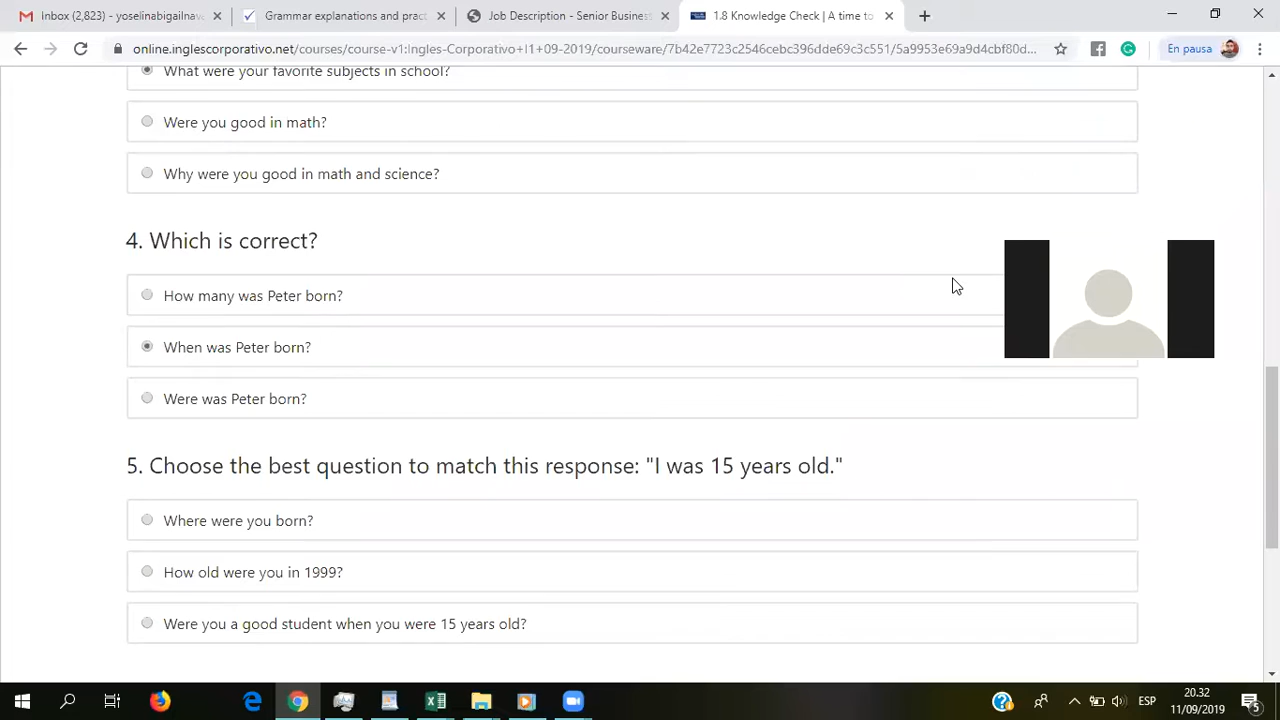 Inbox (2,823) - yoselinabigailnav
Grammar explanations and pract
Job Description - Senior Busines
1.8 Knowledge Check | A time to
online.inglescorporativo.net/courses/course-v1:Ingles-Corporativo+I1+09-2019/courseware/7b42e7723c2546cebc396dde69c3c551/5a9953e69a9d4cbf80d...
En pausa
What were your favorite subjects in school?
Were you good in math?
Why were you good in math and science?
4. Which is correct?
How many was Peter born?
When was Peter born?
Were was Peter born?
5. Choose the best question to match this response: "I was 15 years old."
Where were you born?
How old were you in 1999?
Were you a good student when you were 15 years old?
ESP
20.32
11/09/2019
5